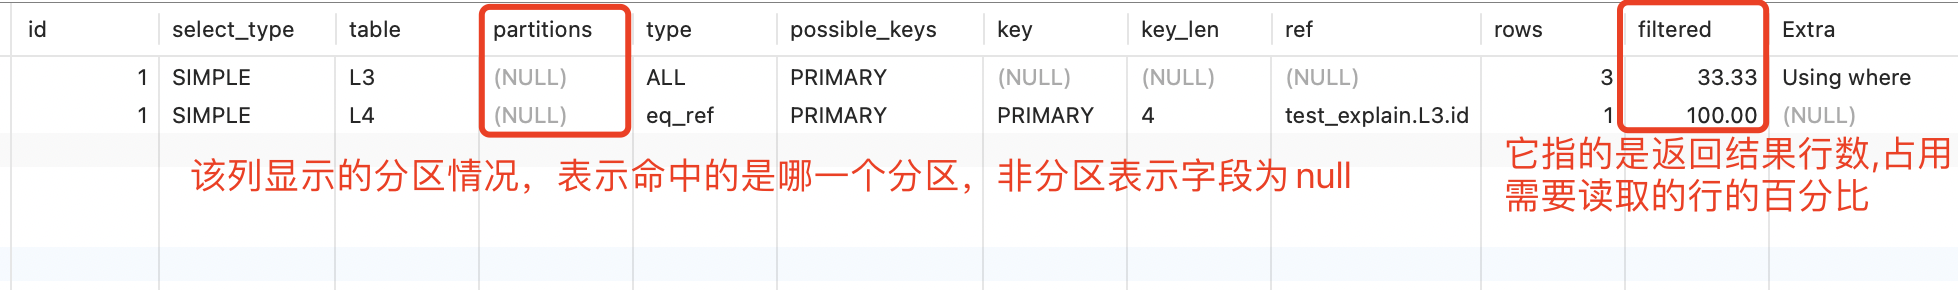 id select_type table partitions type possible_keys key key_len ref rows filtered Extra
1 SIMPLE L3 (NULL) ALL PRIMARY (NULL) (NULL) (NULL) 3 33.33 Using where
1 SIMPLE L4 (NULL) eq_ref PRIMARY PRIMARY 4 test_explain.L3.id 1 100.00 (NULL)
该列显示的分区情况，表示命中的是哪一个分区，非分区表示字段为null
它指的是返回结果行数,占用
需要读取的行的百分比